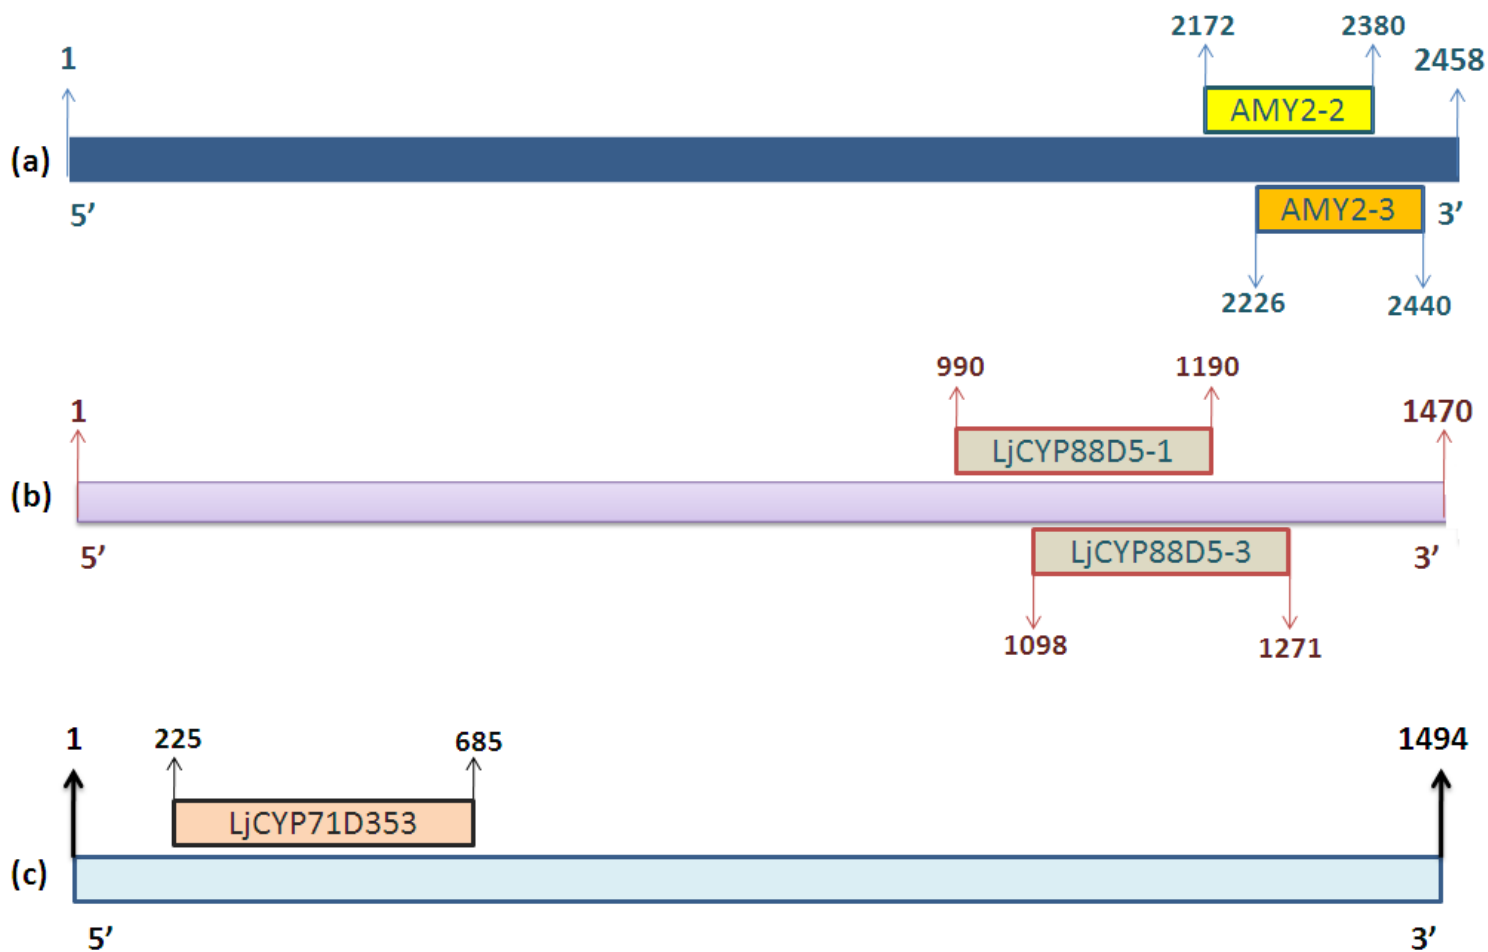 2172 2380
1 2458
AMY2-2
(a)
5’ AMY2-3 3’
2226 2440
990 1190
1 1470
LjCYP88D5-1
(b)
5’ LjCYP88D5-3 3’
1098 1271
1 225 685 1494
LjCYP71D353
(c)
5’ 3’